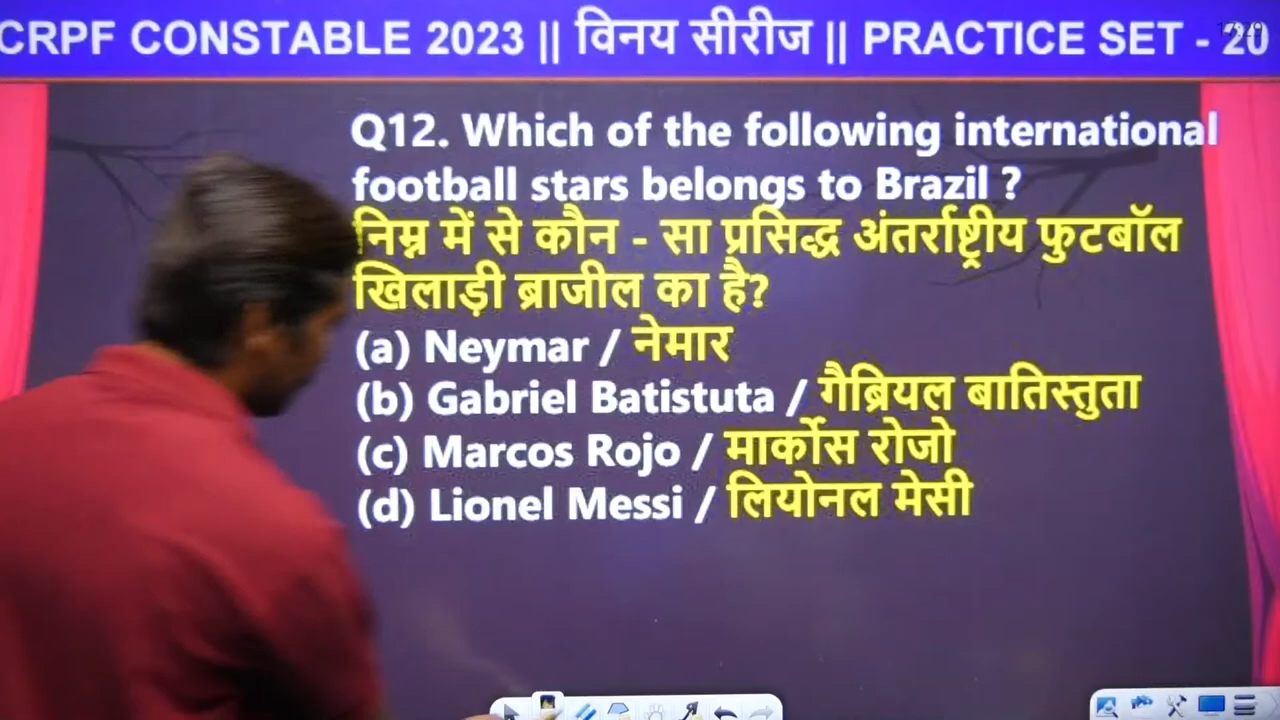 CRPF CONSTABLE 2023 || विनय सीरीज || PRACTICE SET - 20
Q12. Which of the following international
football stars belongs to Brazil ?
निम्न में से कौन - सा प्रसिद्ध अंतर्राष्ट्रीय फुटबॉल
खिलाड़ी ब्राजील का है?
(a) Neymar / नेमार
(b) Gabriel Batistuta / गैब्रियल बातिस्तुता
(c) Marcos Rojo / मार्कोस रोजो
(d) Lionel Messi / लियोनल मेसी